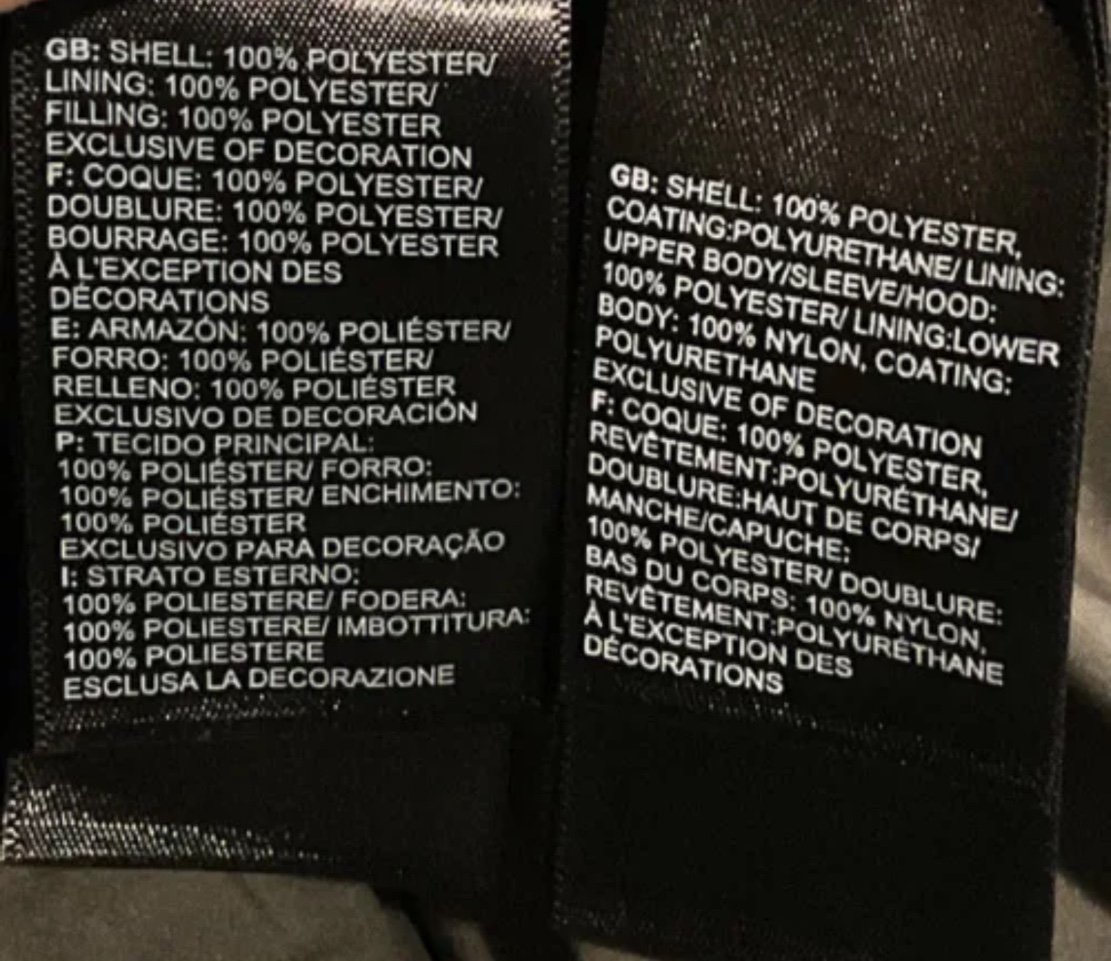 GB: SHELL: 100% POLYESTER/
LINING: 100% POLYESTER/
FILLING: 100% POLYESTER
EXCLUSIVE OF DECORATION
F: COQUE: 100% POLYESTER/
DOUBLURE: 100% POLYESTER/
BOURRAGE: 100% POLYESTER
À L'EXCEPTION DES
DÉCORATIONS
E: ARMAZÓN: 100% POLIÉSTER/
FORRO: 100% POLIÉSTER/
RELLENO: 100% POLIÉSTER
EXCLUSIVO DE DECORACIÓN
P: TECIDO PRINCIPAL:
100% POLIÉSTER/ FORRO:
100% POLIÉSTER/ ENCHIMENTO:
100% POLIÉSTER
EXCLUSIVO PARA DECORAÇÃO
I: STRATO ESTERNO:
100% POLIESTERE/ FODERA:
100% POLIESTERE/ IMBOTTITURA:
100% POLIESTERE
ESCLUSA LA DECORAZIONE
GB: SHELL: 100% POLYESTER,
COATING:POLYURETHANE/ LINING:
UPPER BODY/SLEEVE/HOOD:
100% POLYESTER/ LINING:LOWER
BODY: 100% NYLON, COATING:
POLYURETHANE
EXCLUSIVE OF DECORATION
F: COQUE: 100% POLYESTER,
REVÊTEMENT:POLYURÉTHANE/
DOUBLURE:HAUT DE CORPS/
MANCHE/CAPUCHE:
100% POLYESTER/ DOUBLURE:
BAS DU CORPS: 100% NYLON,
REVÊTEMENT:POLYURÉTHANE
À L'EXCEPTION DES
DÉCORATIONS